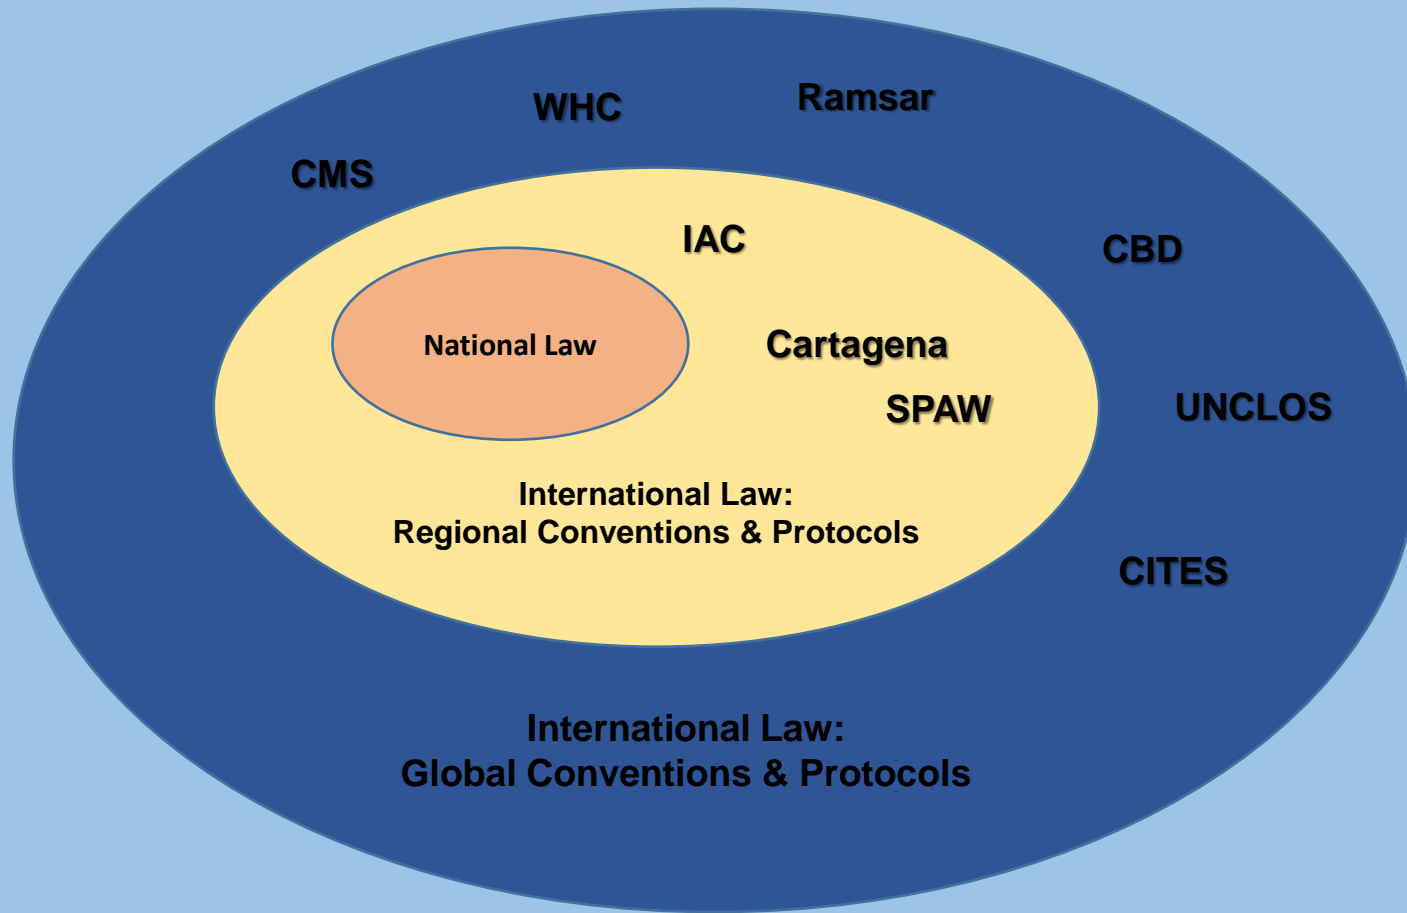 WHC
Ramsar
CMS
IAC
CBD
National Law
Cartagena
SPAW
UNCLOS
International Law:
Regional Conventions & Protocols
CITES
International Law:
Global Conventions & Protocols